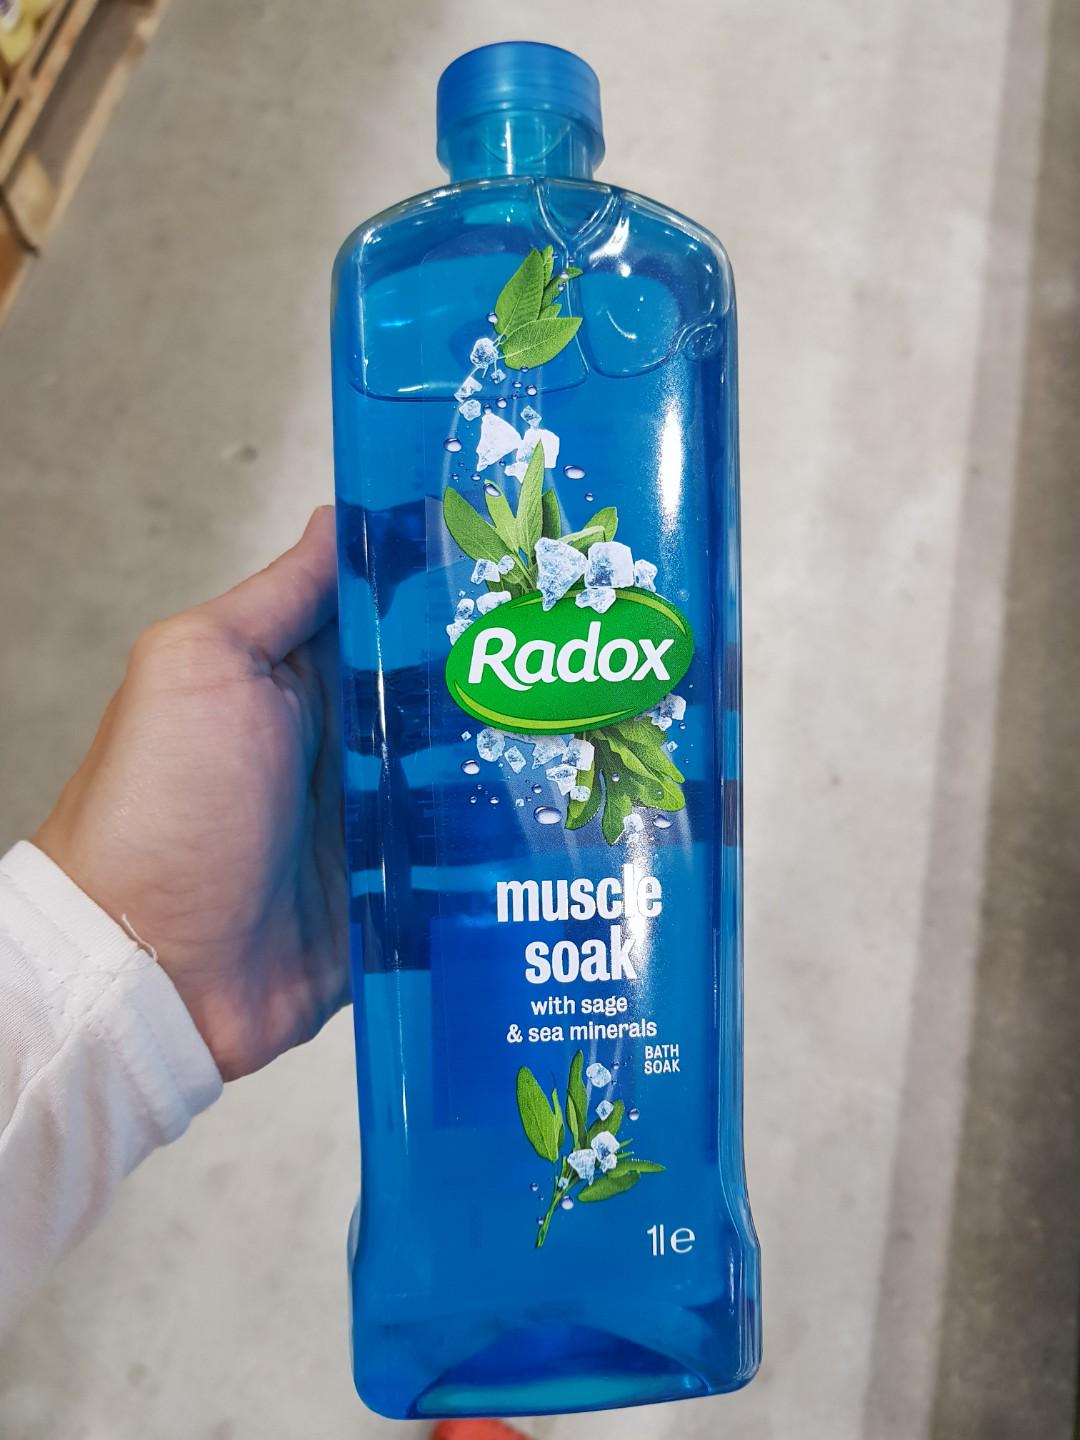 Radox
muscle
soak
with sage
& sea minerals
BATH
SOAK
1l e